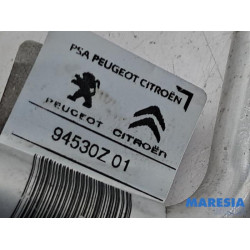 PSA PEUGEOT CITROËN
PEUGEOT CITROËN
94530Z 01
MARESIA